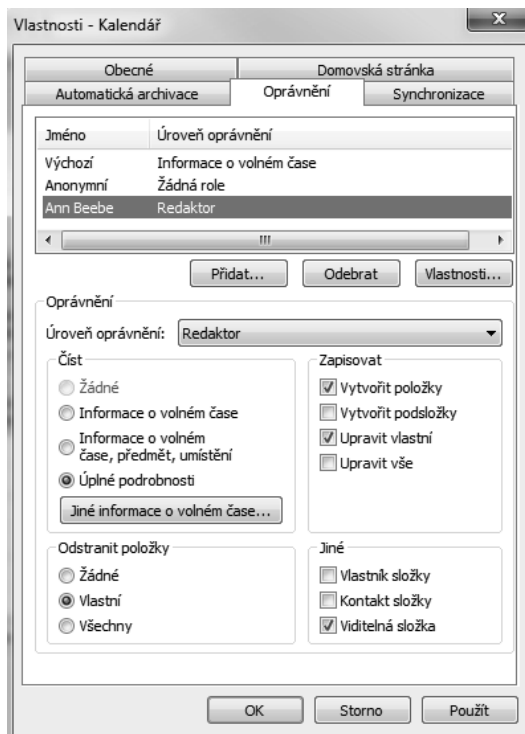 Vlastnosti - Kalendář
Obecné
Domovská stránka
Automatická archivace
Oprávnění
Synchronizace
Jméno
Úroveň oprávnění
Výchozí
Informace o volném čase
Anonymní
Žádná role
Ann Beebe
Redaktor
Přidat...
Odebrat
Vlastnosti...
Oprávnění
Úroveň oprávnění:
Redaktor
Číst
Žádné
Informace o volném čase
Informace o volném
čase, předmět, umístění
Úplné podrobnosti
Jiné informace o volném čase...
Zapisovat
Vytvořit položky
Vytvořit podsložky
Upravit vlastní
Upravit vše
Odstranit položky
Žádné
Vlastní
Všechny
Jiné
Vlastník složky
Kontakt složky
Viditelná složka
OK
Storno
Použít